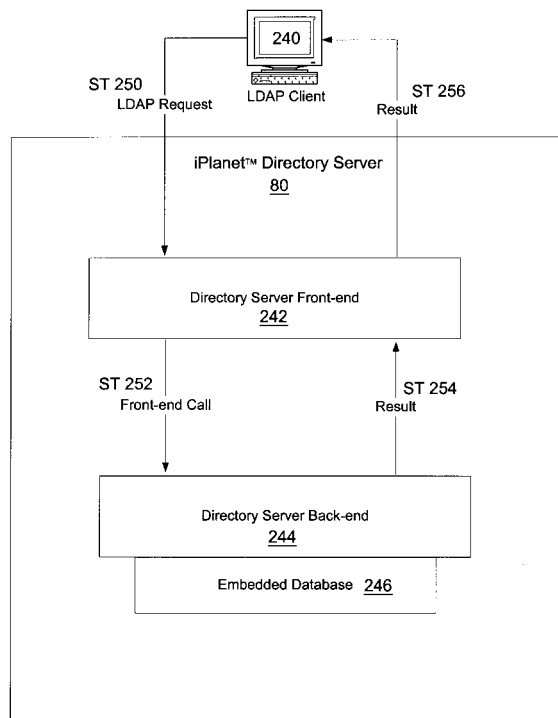 240
ST 250
LDAP Request
LDAP Client
ST 256
Result
iPlanet™ Directory Server
80
Directory Server Front-end
242
ST 252
Front-end Call
ST 254
Result
Directory Server Back-end
244
Embedded Database 246